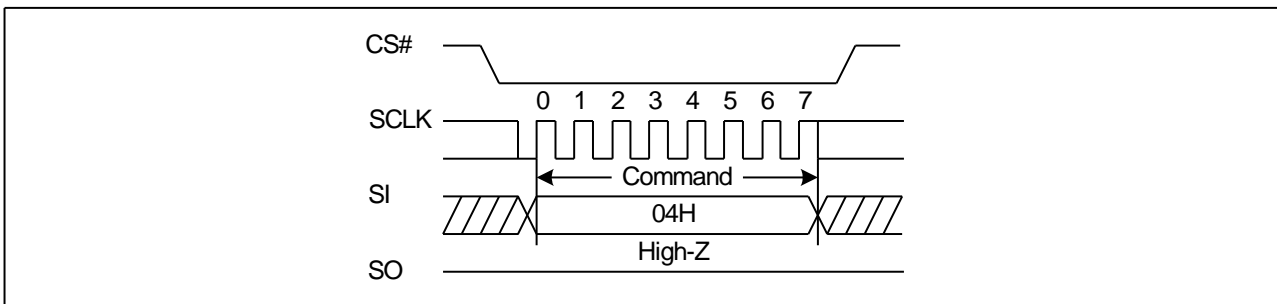 CS#
0 1 2 3 4 5 6 7
SCLK
Command
SI
04H
High-Z
SO